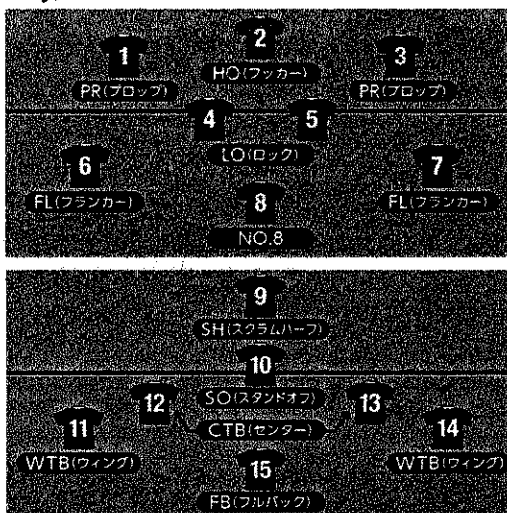 2
1
3
HO(フッカー)
PR(プロップ)
PR(プロップ)
4
5
LO(ロック)
6
7
FL(フランカー)
FL(フランカー)
8
NO.8
9
SH(スクラムハーフ)
10
SO(スタンドオフ)
12
13
CTB(センター)
11
14
WTB(ウィング)
WTB(ウィング)
15
FB(フルバック)